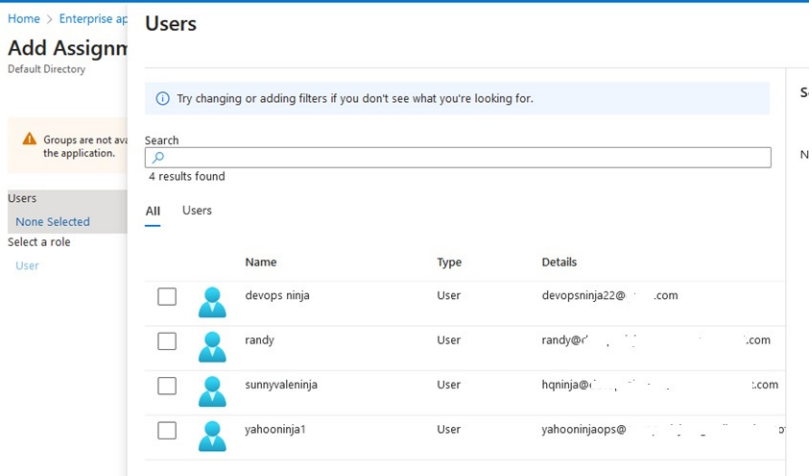 Home > Enterprise ap
Add Assignm
Default Directory
Groups are not ava
the application.
Users
None Selected
Select a role
User
Users
Try changing or adding filters if you don't see what you're looking for.
Search
4 results found
All Users
Name Type Details
devops ninja User devopsninja22@ .com
randy User randy@ .com
sunnyvaleninja User hqninja@ .com
yahooninja1 User yahooninjaops@